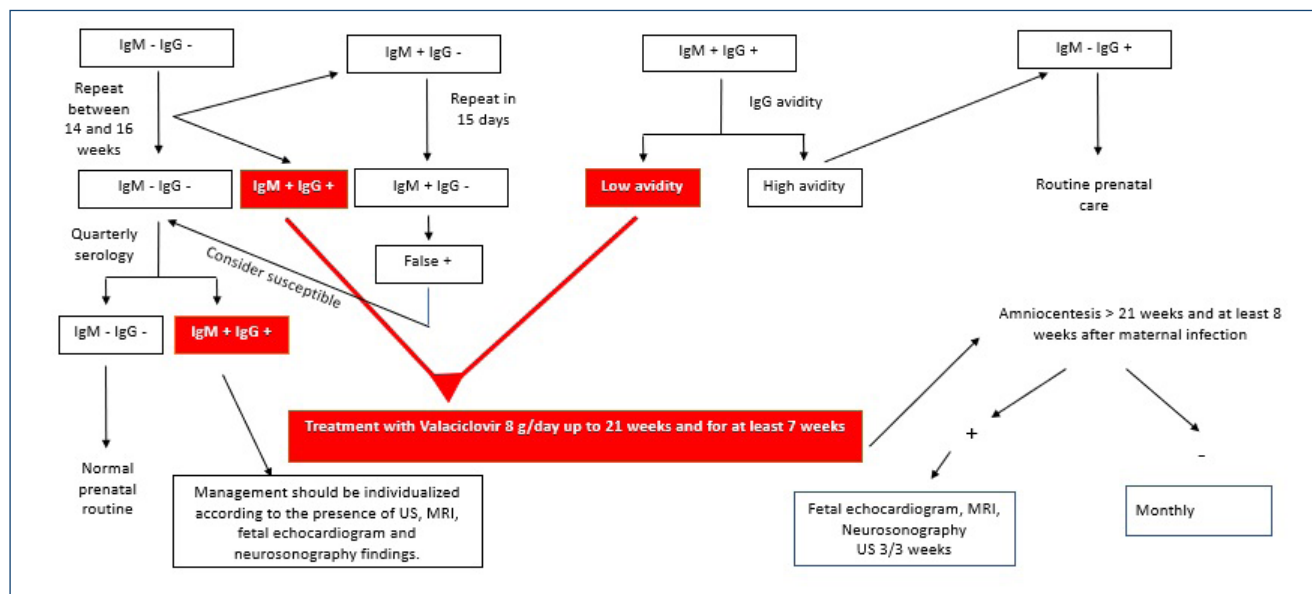 IgM - IgG -
IgM + IgG -
IgM + IgG +
IgM - IgG +
Repeat
between
14 and 16
weeks
Repeat in
15 days
IgG avidity
IgM - IgG -
IgM + IgG +
IgM + IgG -
Low avidity
High avidity
Routine prenatal
care
Quarterly
serology
Consider susceptible
False +
IgM - IgG -
IgM + IgG +
Amniocentesis > 21 weeks and at least 8
weeks after maternal infection
Treatment with Valaciclovir 8 g/day up to 21 weeks and for at least 7 weeks
+
-
Normal
prenatal
routine
Management should be individualized
according to the presence of US, MRI,
fetal echocardiogram and
neurosonography findings.
Fetal echocardiogram, MRI,
Neurosonography
US 3/3 weeks
Monthly